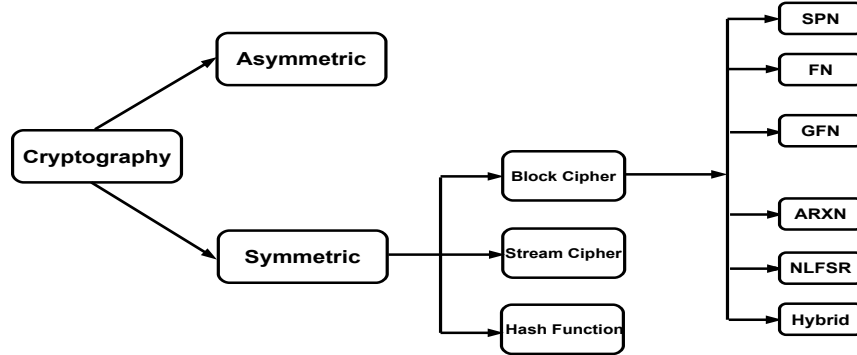 Cryptography
Asymmetric
Symmetric
Block Cipher
Stream Cipher
Hash Function
SPN
FN
GFN
ARXN
NLFSR
Hybrid